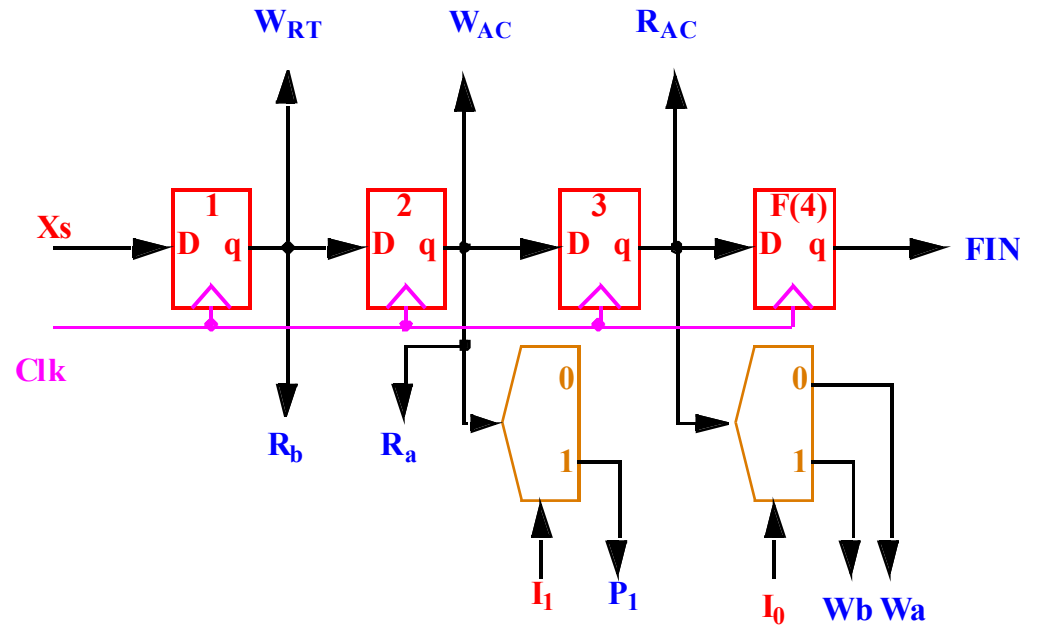 W_RT W_AC R_AC
1 2 3 F(4)
Xs D q D q D q D q FIN
Clk
0 0
R_b R_a 1 1
I_1 P_1 I_0 Wb Wa